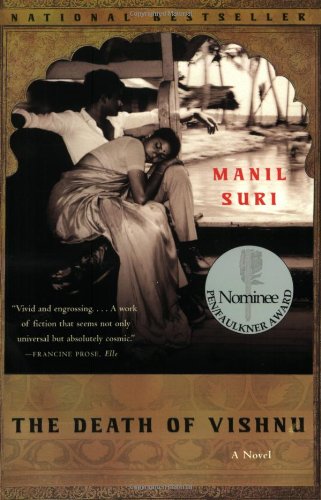 NATIONAL BESTSELLER
MANIL
SURI
Nominee
PEN/FAULKNER AWARD
"Vivid and engrossing. . . . A work
of fiction that seems not only
universal but absolutely cosmic."
—FRANCINE PROSE, Elle
THE DEATH OF VISHNU
A Novel